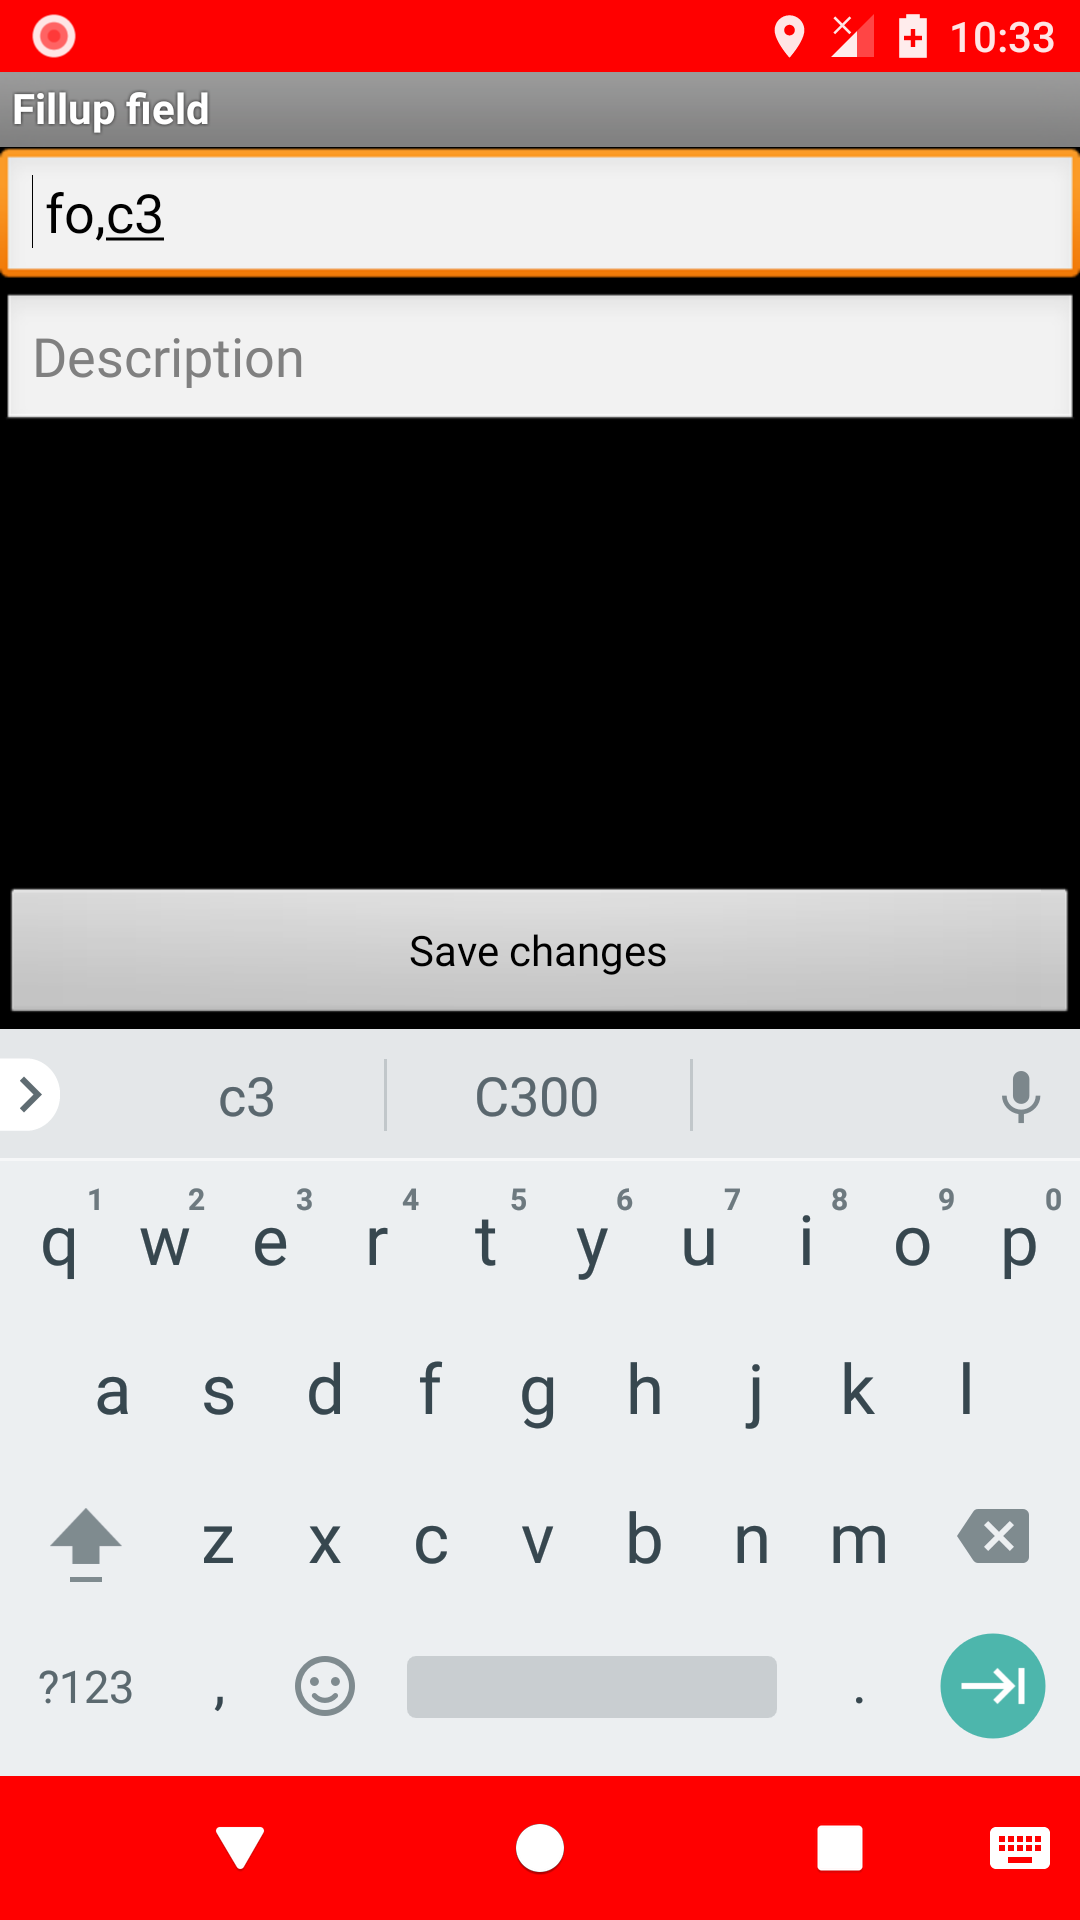 10:33
Fillup field
fo,c3
Description
Save changes
c3 C300
1 2 3 4 5 6 7 8 9 0
q w e r t y u i o p
a s d f g h j k l
z x c v b n m
?123 , .